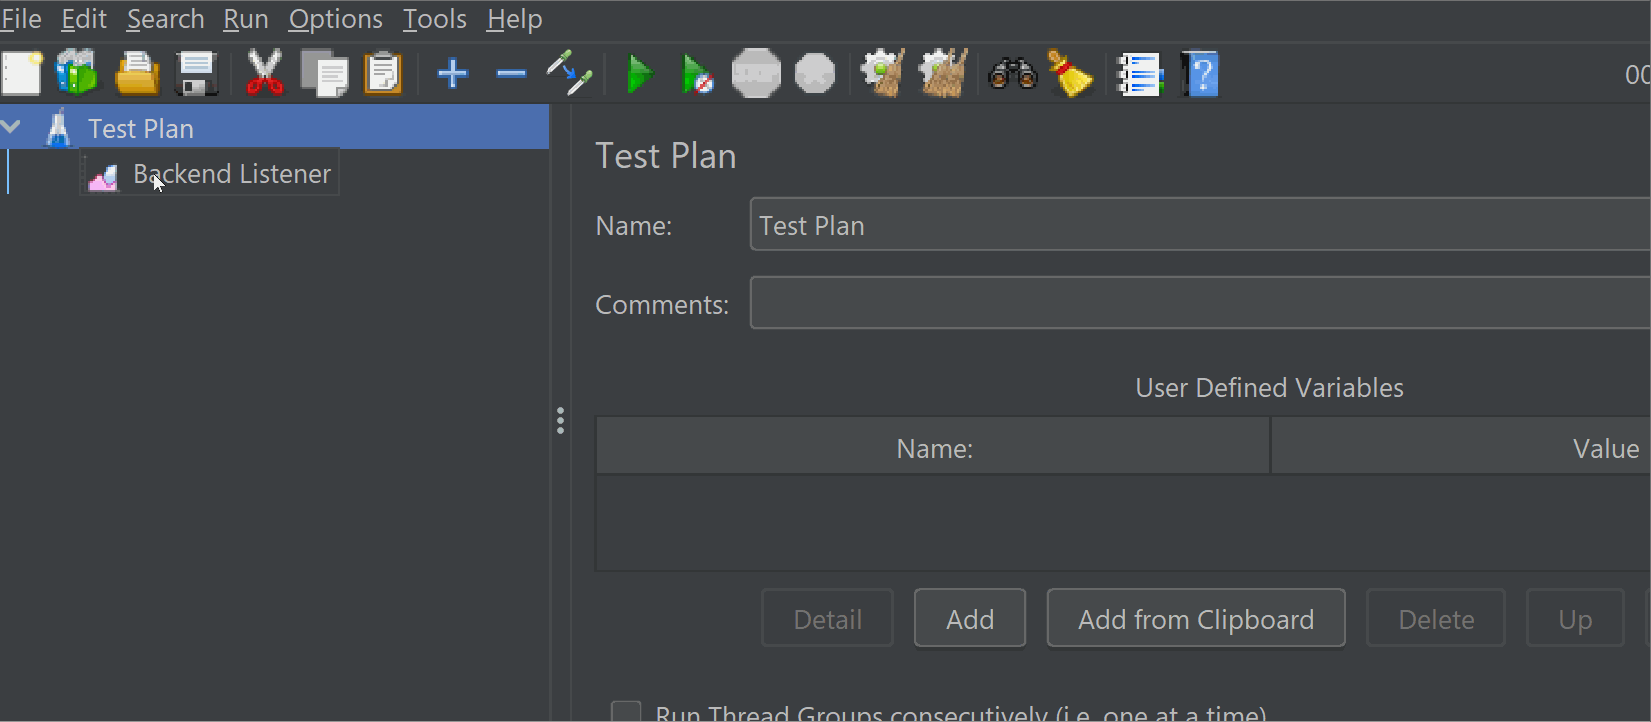 File Edit Search Run Options Tools Help
00
Test Plan
Backend Listener
Test Plan
Name: Test Plan
Comments:
User Defined Variables
Name: Value
Detail Add Add from Clipboard Delete Up
Run Thread Groups consecutively (i.e. one at a time)